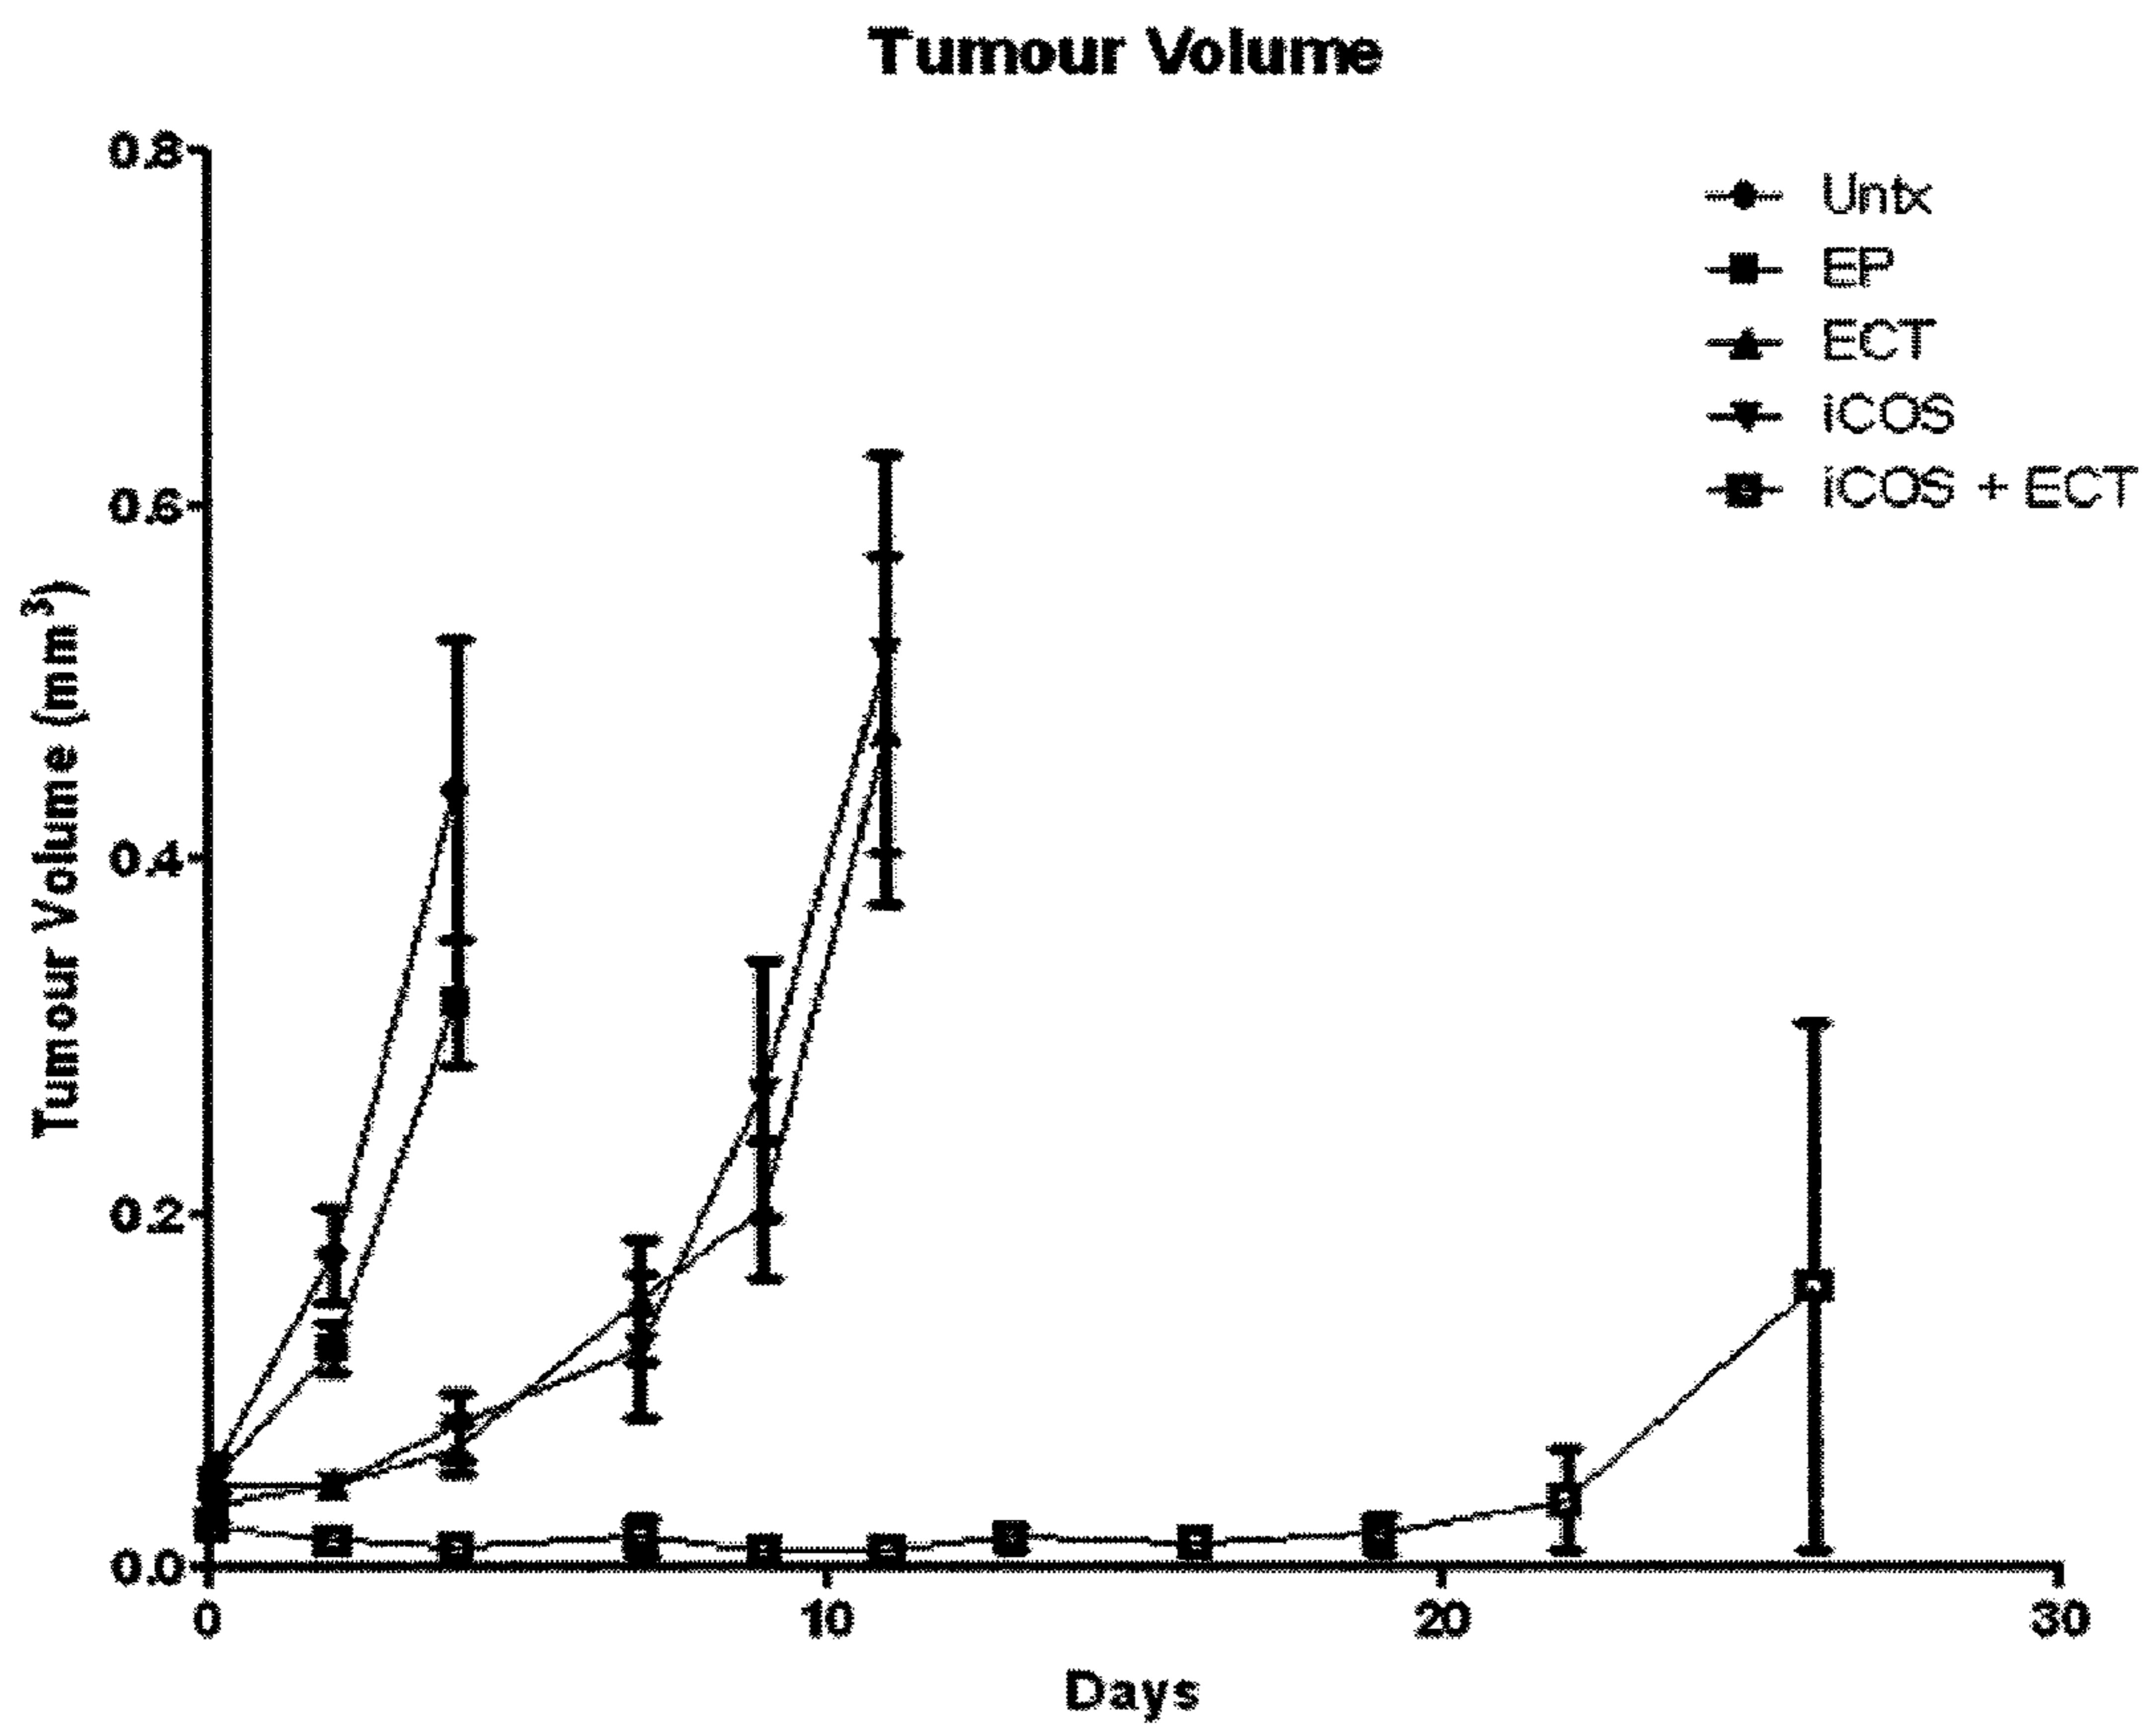 Tumour Volume
0.8
0.6
0.4
0.2
0.0
Tumour Volume (mm³)
Untx
EP
ECT
iCOS
iCOS + ECT
0 10 20 30
Days